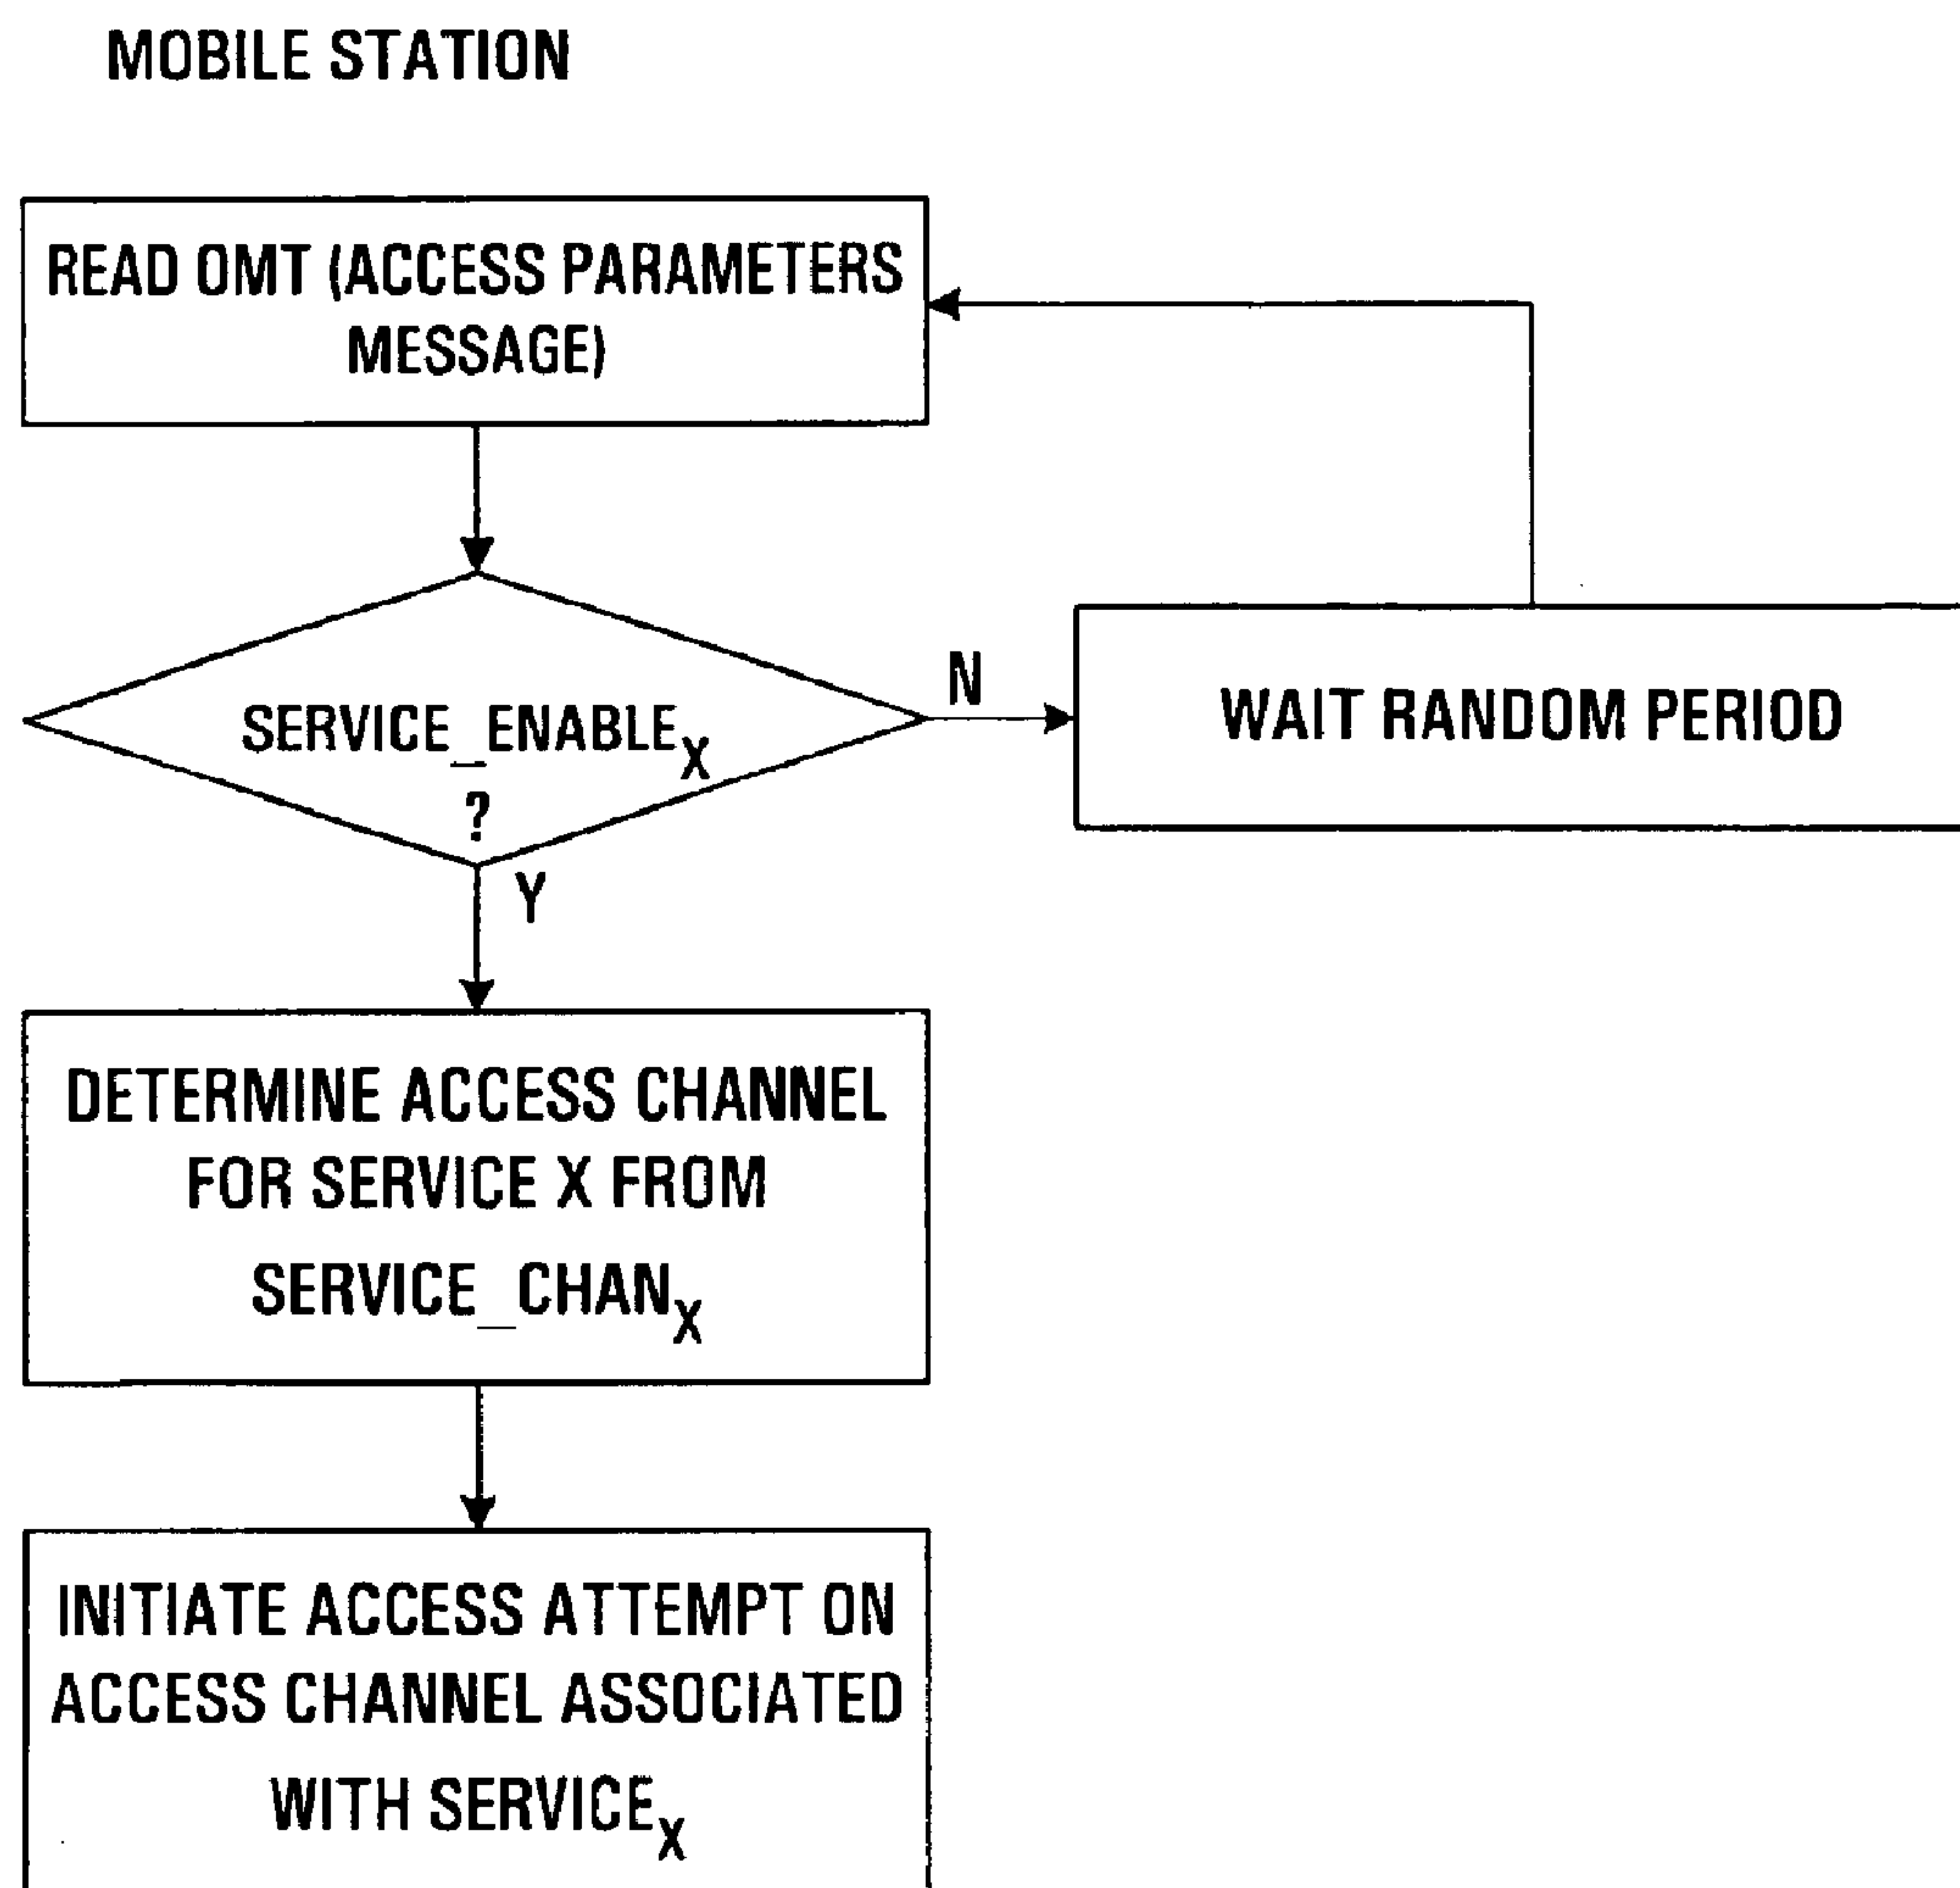 MOBILE STATION
READ OMT (ACCESS PARAMETERS
MESSAGE)
SERVICE_ENABLEX
?
N
WAIT RANDOM PERIOD
Y
DETERMINE ACCESS CHANNEL
FOR SERVICE X FROM
SERVICE_CHANX
INITIATE ACCESS ATTEMPT ON
ACCESS CHANNEL ASSOCIATED
WITH SERVICEX